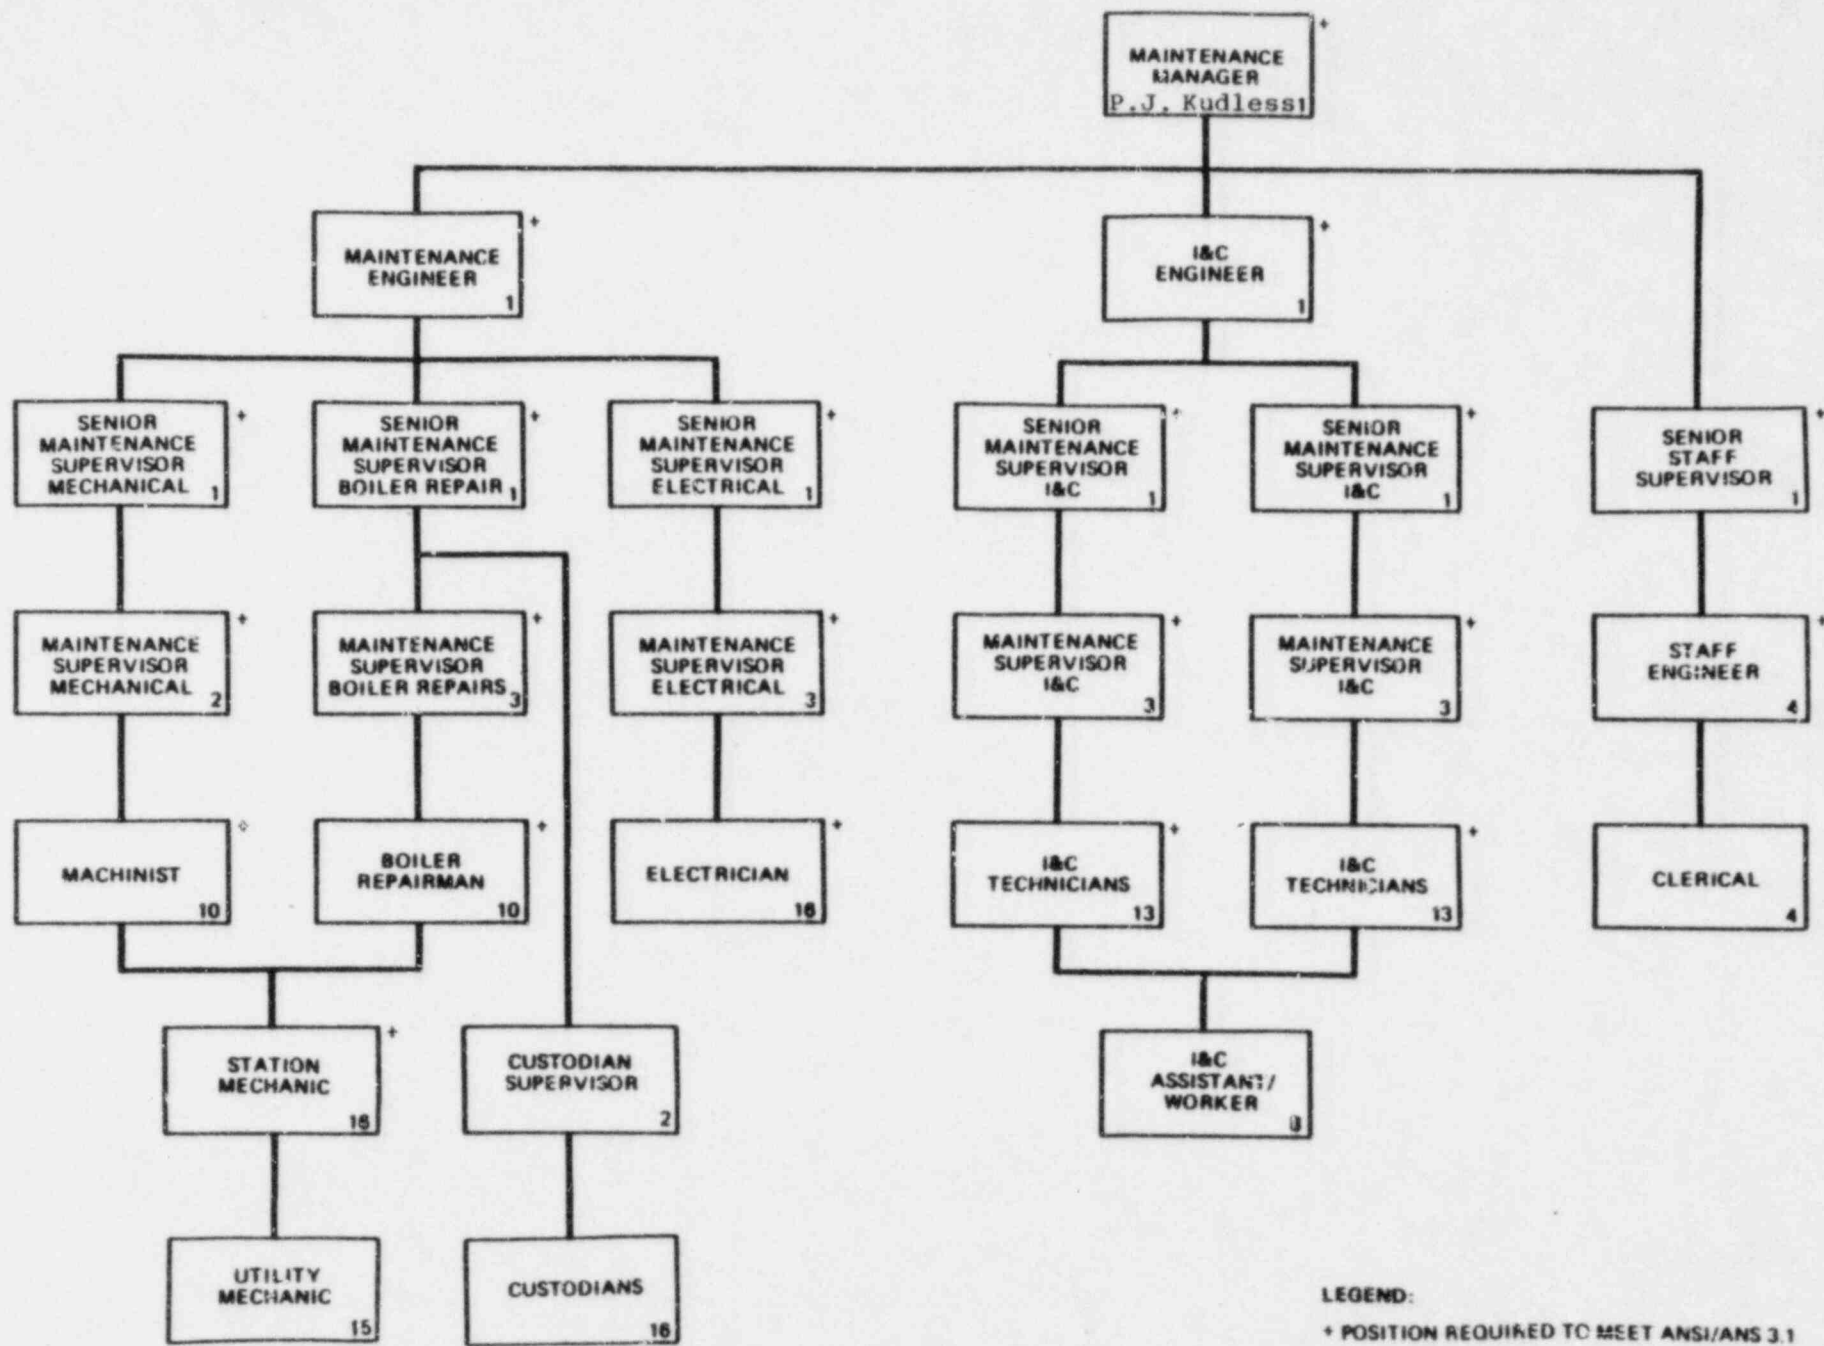 +
MAINTENANCE
MANAGER
P.J. Kudless 1
+
MAINTENANCE
ENGINEER
1
+
I&C
ENGINEER
1
+
SENIOR
MAINTENANCE
SUPERVISOR
MECHANICAL 1
+
SENIOR
MAINTENANCE
SUPERVISOR
BOILER REPAIR 1
+
SENIOR
MAINTENANCE
SUPERVISOR
ELECTRICAL 1
+
SENIOR
MAINTENANCE
SUPERVISOR
I&C 1
+
SENIOR
MAINTENANCE
SUPERVISOR
I&C 1
+
SENIOR
STAFF
SUPERVISOR
1
+
MAINTENANCE
SUPERVISOR
MECHANICAL
2
+
MAINTENANCE
SUPERVISOR
BOILER REPAIRS
3
+
MAINTENANCE
SUPERVISOR
ELECTRICAL
3
+
MAINTENANCE
SUPERVISOR
I&C
3
+
MAINTENANCE
SUPERVISOR
I&C
3
+
STAFF
ENGINEER
4
+
MACHINIST
10
+
BOILER
REPAIRMAN
10
+
ELECTRICIAN
+
I&C
TECHNICIANS
13
+
I&C
TECHNICIANS
13
CLERICAL
4
+
STATION
MECHANIC
CUSTODIAN
SUPERVISOR
2
I&C
ASSISTANT/
WORKER
UTILITY
MECHANIC
15
CUSTODIANS
LEGEND:
+ POSITION REQUIRED TO MEET ANSI/ANS 3.1